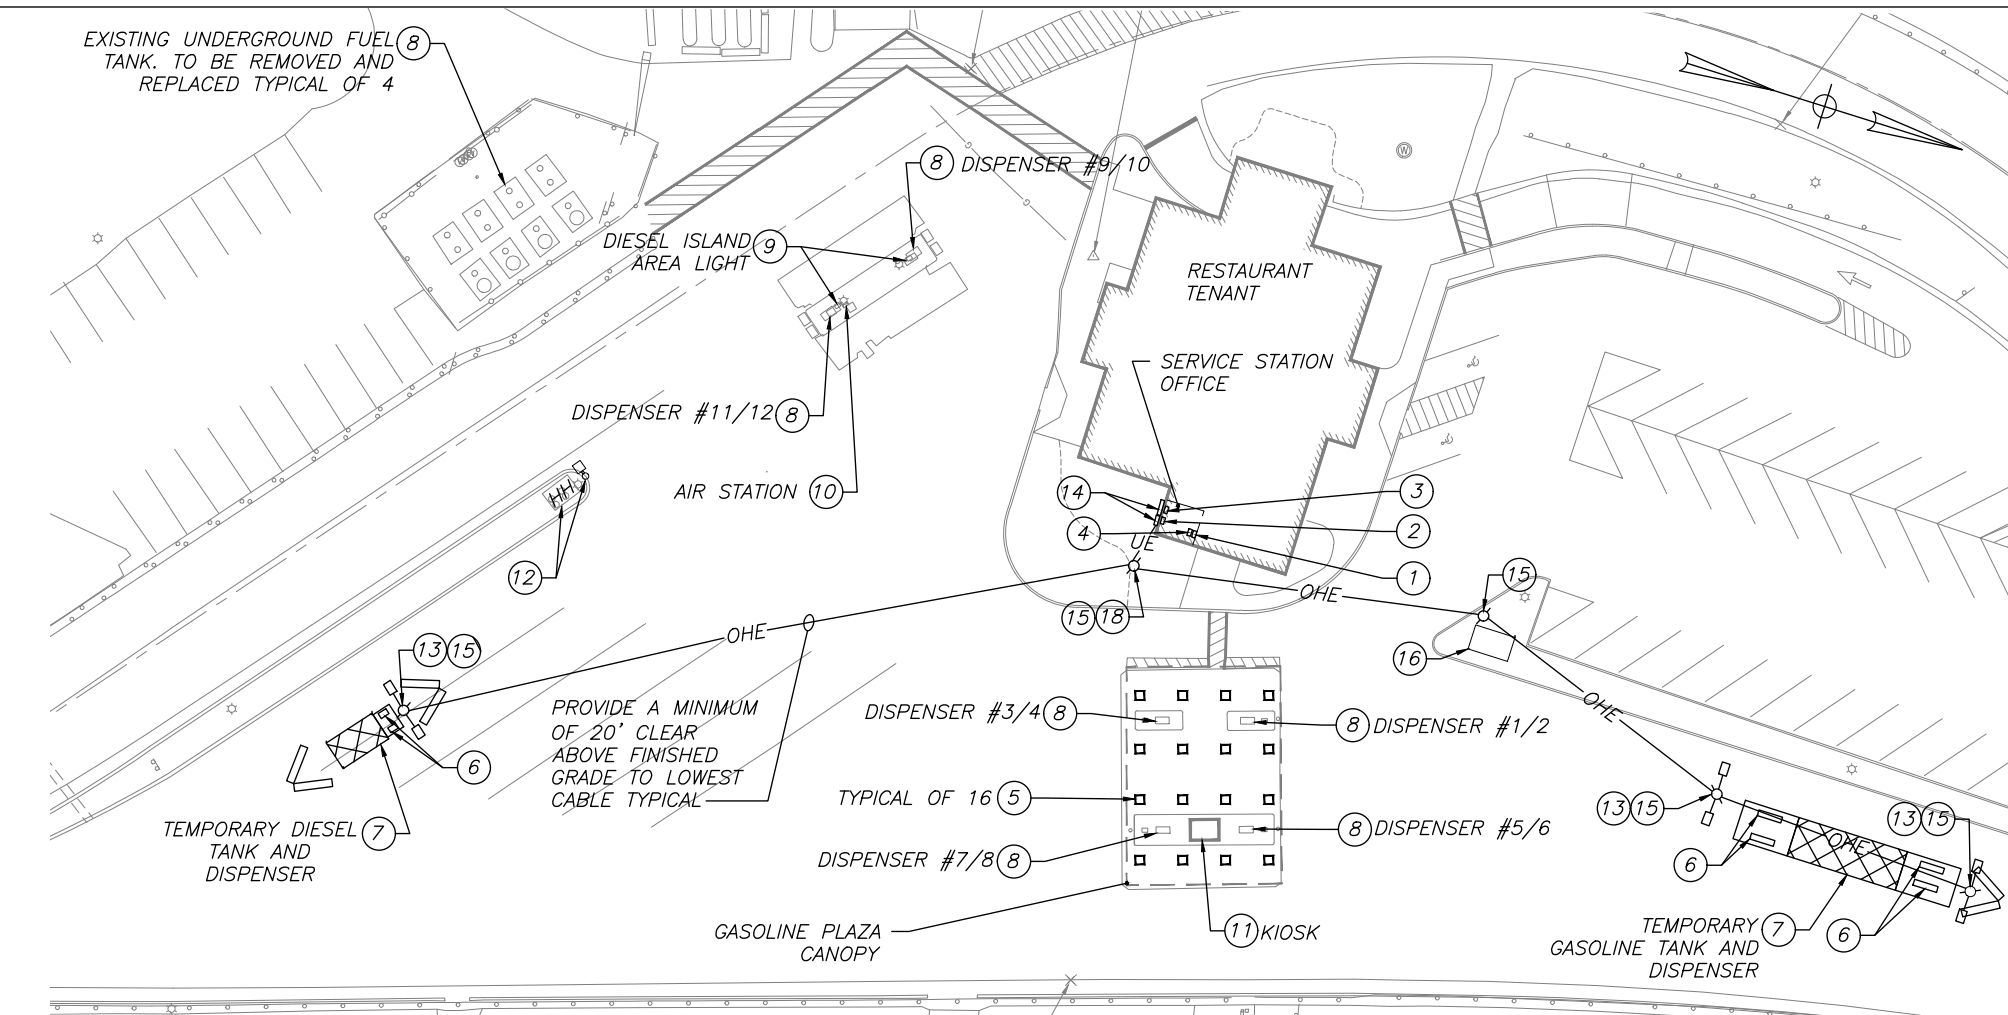 EXISTING UNDERGROUND FUEL 8
TANK. TO BE REMOVED AND
REPLACED TYPICAL OF 4
8 DISPENSER #9/10
DIESEL ISLAND 9
AREA LIGHT
W
RESTAURANT
TENANT
SERVICE STATION
OFFICE
DISPENSER #11/12 8
AIR STATION 10
14
3
4
2
UE
1
HH
12
15
OHE
15 18
OHE
13 15
16
PROVIDE A MINIMUM
OF 20' CLEAR
ABOVE FINISHED
GRADE TO LOWEST
CABLE TYPICAL
OHE
DISPENSER #3/4 8
8 DISPENSER #1/2
6
TYPICAL OF 16 5
13 15
13 15
TEMPORARY DIESEL 7
TANK AND
DISPENSER
8 DISPENSER #5/6
OHE
DISPENSER #7/8 8
6
GASOLINE PLAZA
CANOPY
11 KIOSK
TEMPORARY 7
GASOLINE TANK AND
DISPENSER
6